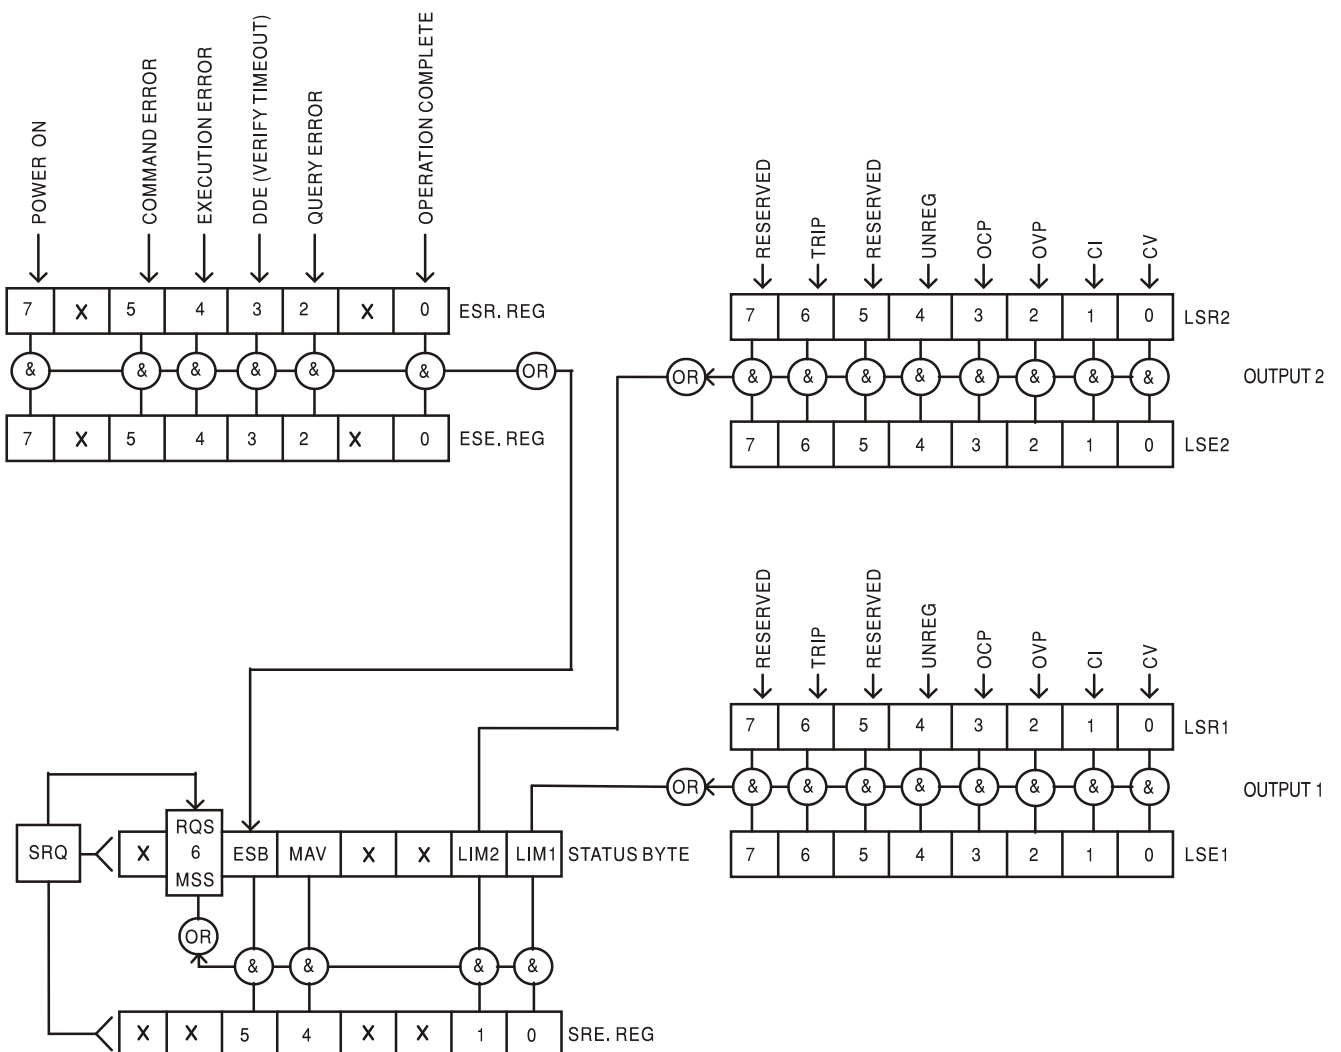 POWER ON
COMMAND ERROR
EXECUTION ERROR
DDE (VERIFY TIMEOUT)
QUERY ERROR
OPERATION COMPLETE
7 X 5 4 3 2 X 0 ESR. REG
& & & & & & OR
7 X 5 4 3 2 X 0 ESE. REG
RESERVED
TRIP
RESERVED
UNREG
OCP
OVP
CI
CV
7 6 5 4 3 2 1 0 LSR2
OR & & & & & & & & OUTPUT 2
7 6 5 4 3 2 1 0 LSE2
RESERVED
TRIP
RESERVED
UNREG
OCP
OVP
CI
CV
7 6 5 4 3 2 1 0 LSR1
OR & & & & & & & & OUTPUT 1
7 6 5 4 3 2 1 0 LSE1
SRQ
X
RQS
6
MSS
ESB MAV X X LIM2 LIM1 STATUS BYTE
OR
& & & &
X X 5 4 X X 1 0 SRE. REG